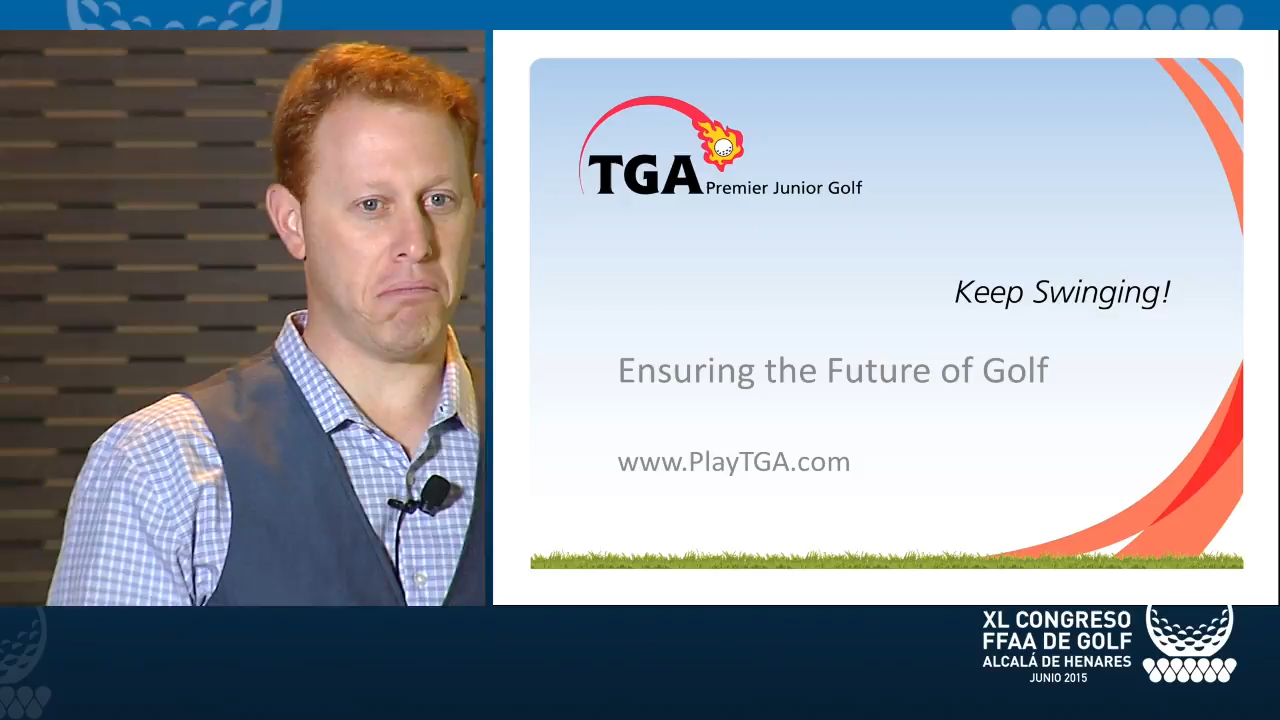 TGA
Premier Junior Golf
Keep Swinging!
Ensuring the Future of Golf
www.PlayTGA.com
XL CONGRESO
FFAA DE GOLF
ALCALÁ DE HENARES
JUNIO 2015